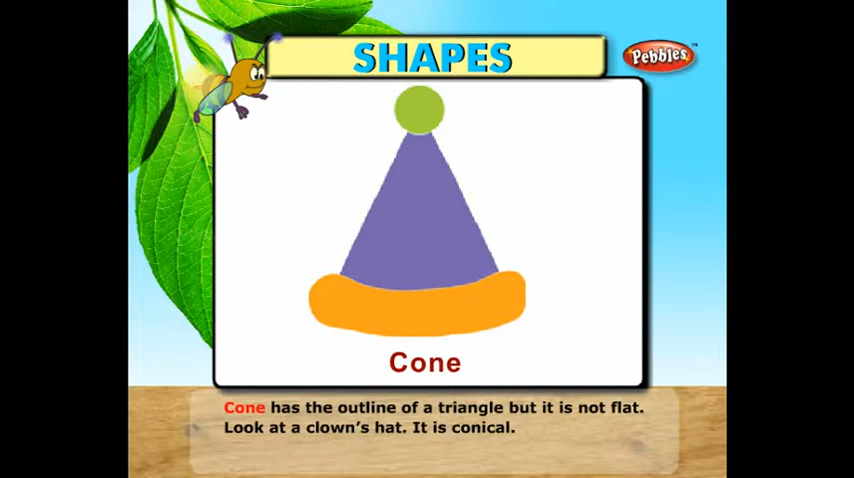 SHAPES
Pebbles
™
Cone
Cone has the outline of a triangle but it is not flat.
Look at a clown's hat. It is conical.